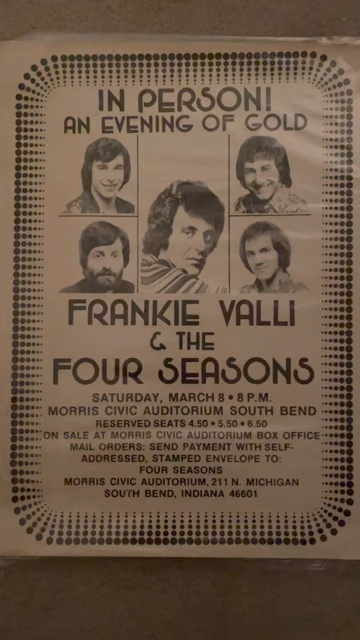 IN PERSON!
AN EVENING OF GOLD
FRANKIE VALLI
& THE
FOUR SEASONS
SATURDAY, MARCH 8 • 8 P.M.
MORRIS CIVIC AUDITORIUM SOUTH BEND
RESERVED SEATS 4.50 • 5.50 • 6.50
ON SALE AT MORRIS CIVIC AUDITORIUM BOX OFFICE
MAIL ORDERS: SEND PAYMENT WITH SELF-
ADDRESSED, STAMPED ENVELOPE TO:
FOUR SEASONS
MORRIS CIVIC AUDITORIUM, 211 N. MICHIGAN
SOUTH BEND, INDIANA 46601